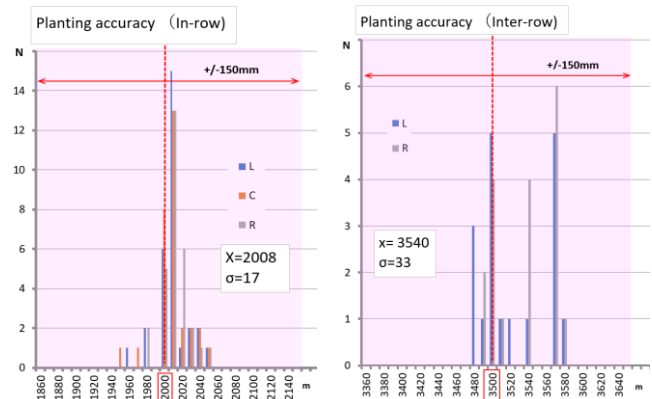 Planting accuracy （In-row）
N
+/-150mm
16
14
12
10
8
6
4
2
0
L
C
R
X=2008
σ=17
1860
1880
1900
1920
1940
1960
1980
2000
2020
2040
2060
2080
2100
2120
2140
m
Planting accuracy （Inter-row）
N
+/-150mm
6
5
4
3
2
1
0
L
R
x= 3540
σ=33
3360
3380
3400
3420
3440
3460
3480
3500
3520
3540
3560
3580
3600
3620
3640
m